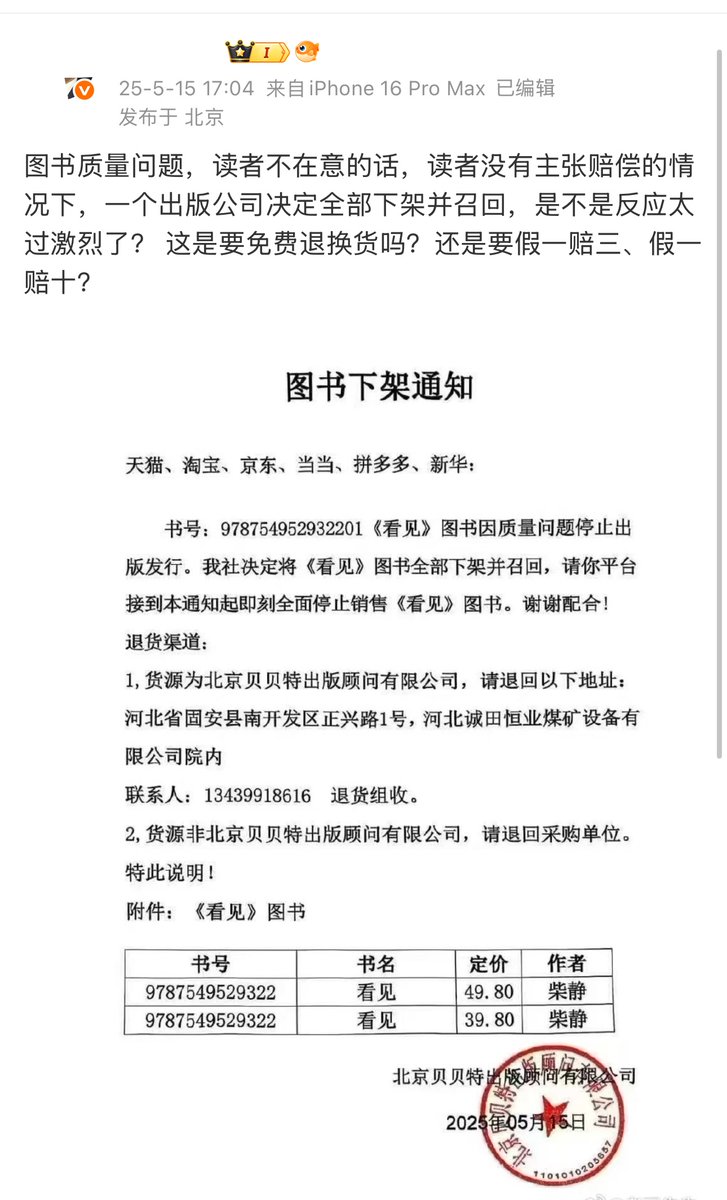 I
25-5-15 17:04 来自iPhone 16 Pro Max 已编辑
发布于 北京
图书质量问题，读者不在意的话，读者没有主张赔偿的情
况下，一个出版公司决定全部下架并召回，是不是反应太
过激烈了？ 这是要免费退换货吗？还是要假一赔三、假一
赔十？
图书下架通知
天猫、淘宝、京东、当当、拼多多、新华：
书号：978754952932201《看见》图书因质量问题停止出
版发行。我社决定将《看见》图书全部下架并召回，请你平台
接到本通知起即刻全面停止销售《看见》图书。谢谢配合！
退货渠道：
1,货源为北京贝贝特出版顾问有限公司，请退回以下地址：
河北省固安县南开发区正兴路1号，河北诚田恒业煤矿设备有
限公司院内
联系人：13439918616 退货组收。
2,货源非北京贝贝特出版顾问有限公司，请退回采购单位。
特此说明！
附件：《看见》图书
书号 书名 定价 作者
9787549529322 看见 49.80 柴静
9787549529322 看见 39.80 柴静
北京贝贝特出版顾问有限公司
2025年05月15日
北京贝贝特出版顾问有限公司
1101010205657